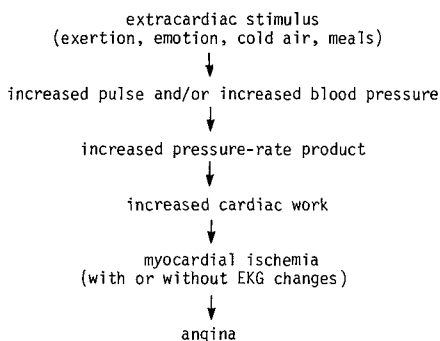 extracardiac stimulus
(exertion, emotion, cold air, meals)
increased pulse and/or increased blood pressure
increased pressure-rate product
increased cardiac work
myocardial ischemia
(with or without EKG changes)
angina